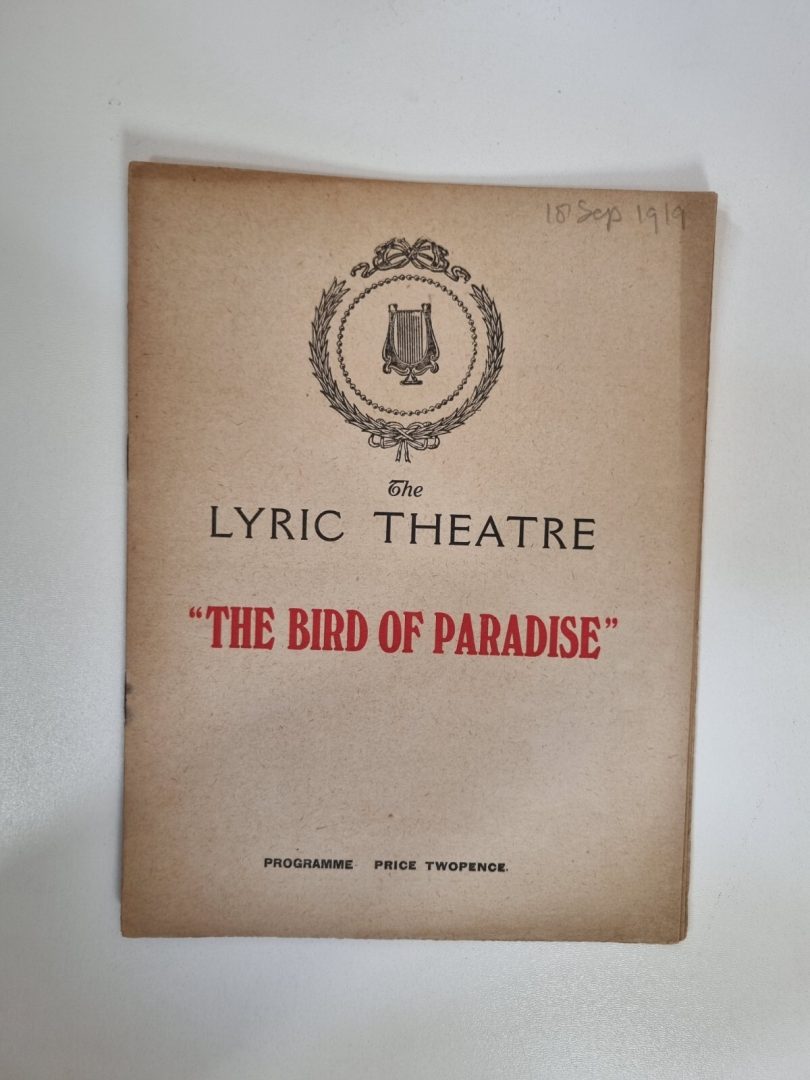 18 Sep 1919
The
LYRIC THEATRE
“THE BIRD OF PARADISE”
PROGRAMME PRICE TWOPENCE.